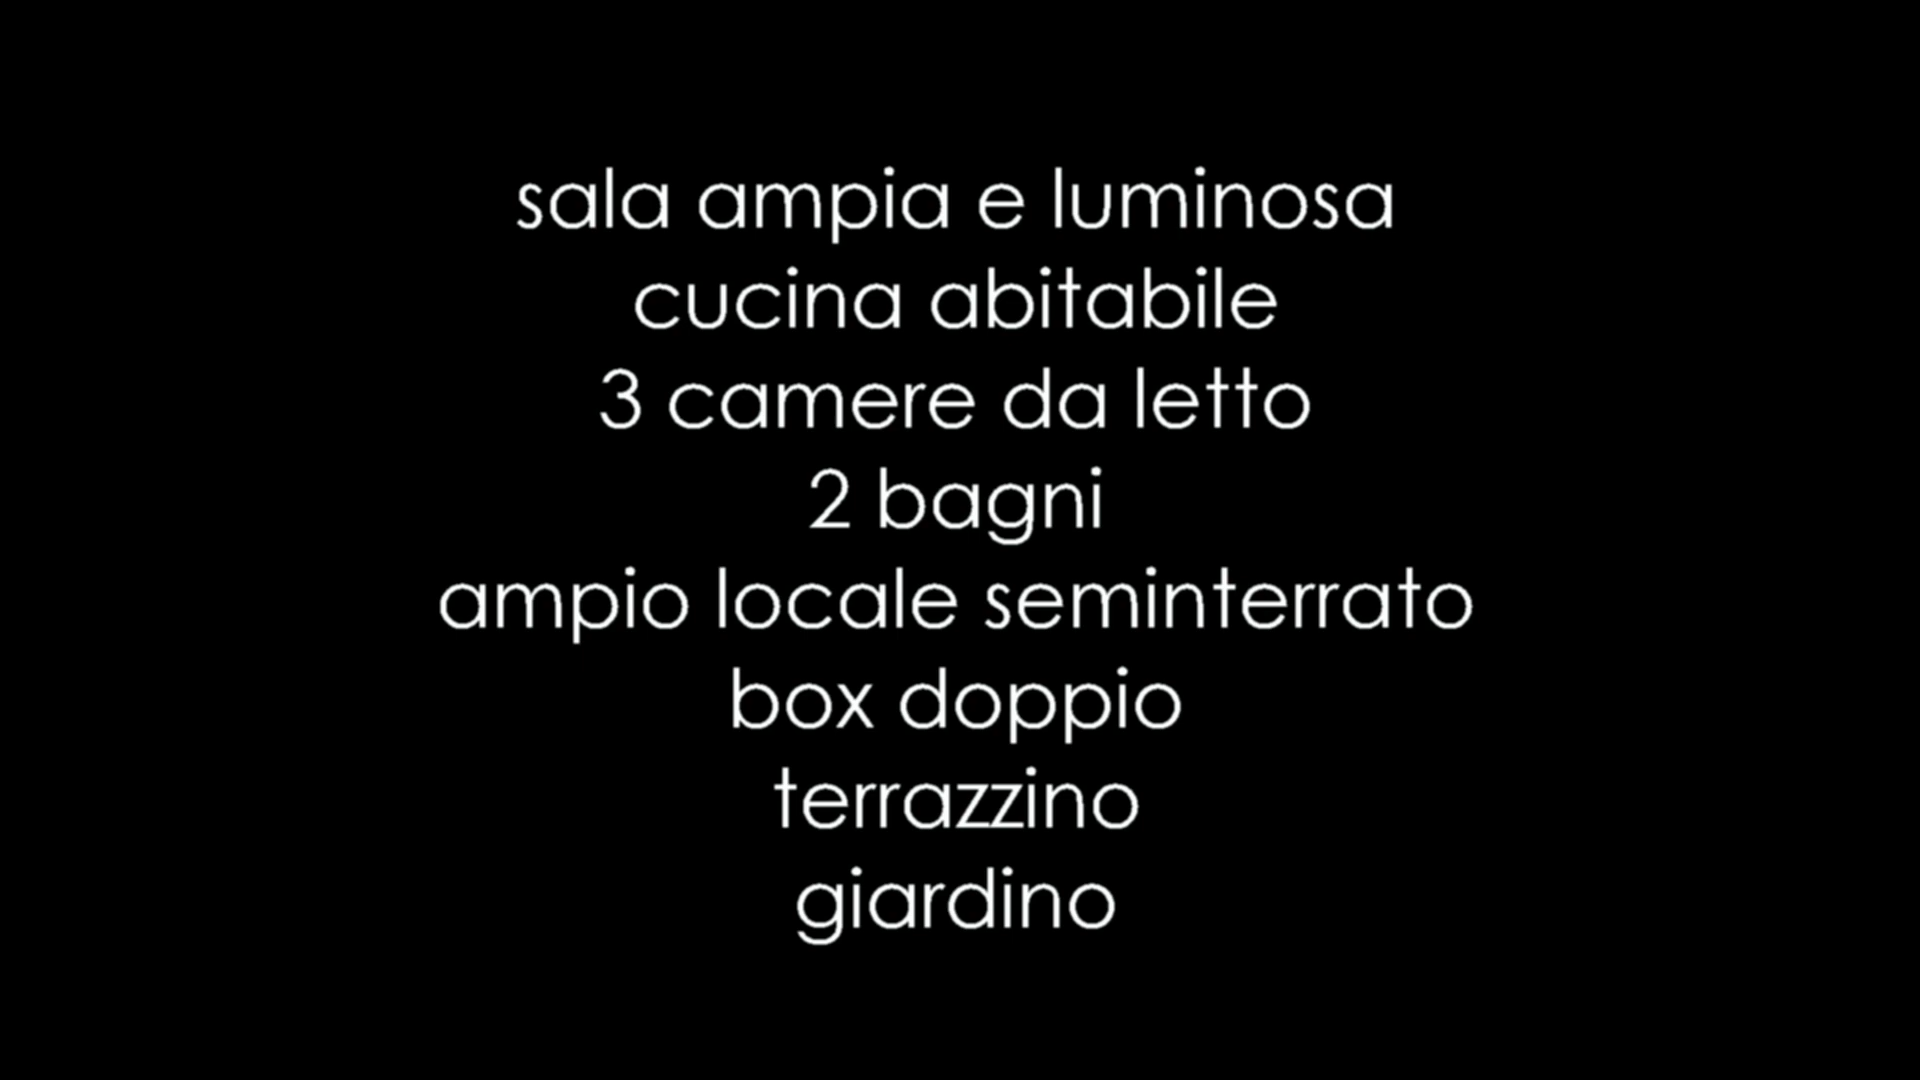 sala ampia e luminosa
cucina abitabile
3 camere da letto
2 bagni
ampio locale seminterrato
box doppio
terrazzino
giardino